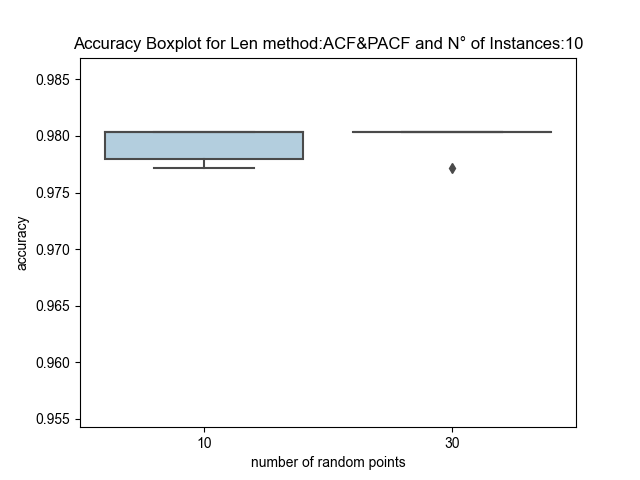 Accuracy Boxplot for Len method:ACF&PACF and N° of Instances:10
0.985
0.980
0.975
0.970
0.965
0.960
0.955
accuracy
10 30
number of random points